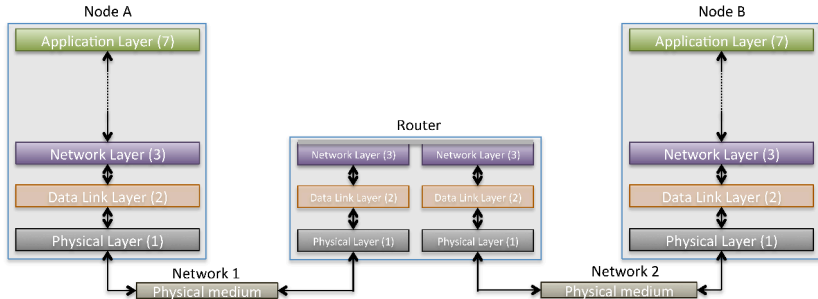 Node A
Node B
Application Layer (7)
Application Layer (7)
Router
Network Layer (3)
Network Layer (3)
Network Layer (3)
Network Layer (3)
Data Link Layer (2)
Data Link Layer (2)
Data Link Layer (2)
Data Link Layer (2)
Physical Layer (1)
Physical Layer (1)
Physical Layer (1)
Physical Layer (1)
Network 1
Network 2
Physical medium
Physical medium